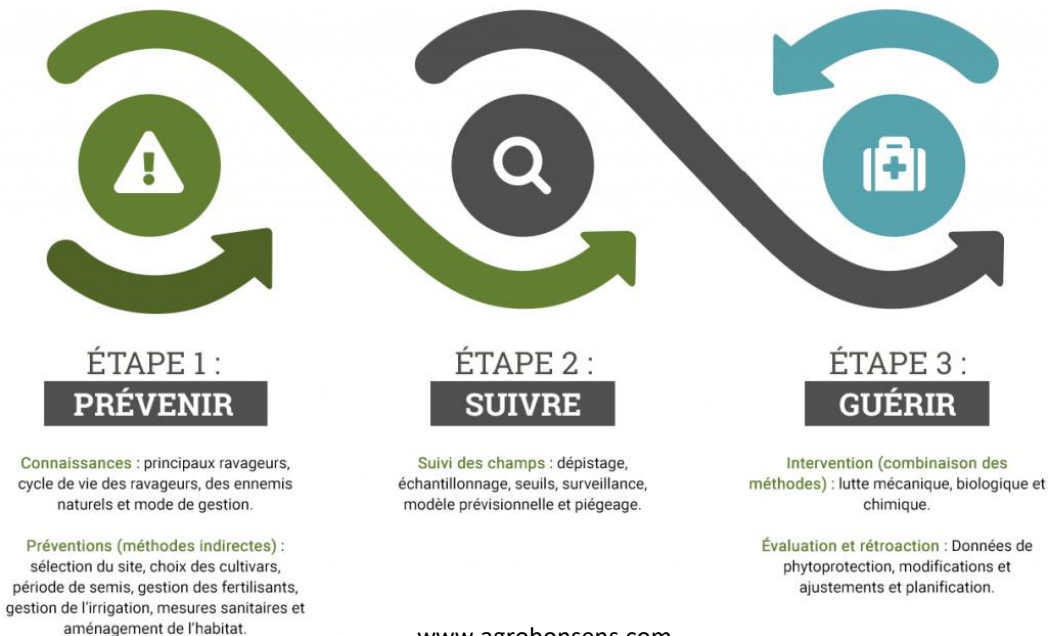 ÉTAPE 1 :
PRÉVENIR
Connaissances : principaux ravageurs,
cycle de vie des ravageurs, des ennemis
naturels et mode de gestion.
Préventions (méthodes indirectes) :
sélection du site, choix des cultivars,
période de semis, gestion des fertilisants,
gestion de l'irrigation, mesures sanitaires et
aménagement de l'habitat.
ÉTAPE 2 :
SUIVRE
Suivi des champs : dépistage,
échantillonnage, seuils, surveillance,
modèle prévisionnelle et piégeage.
ÉTAPE 3 :
GUÉRIR
Intervention (combinaison des
méthodes) : lutte mécanique, biologique et
chimique.
Évaluation et rétroaction : Données de
phytoprotection, modifications et
ajustements et planification.
www.agrobonsens.com